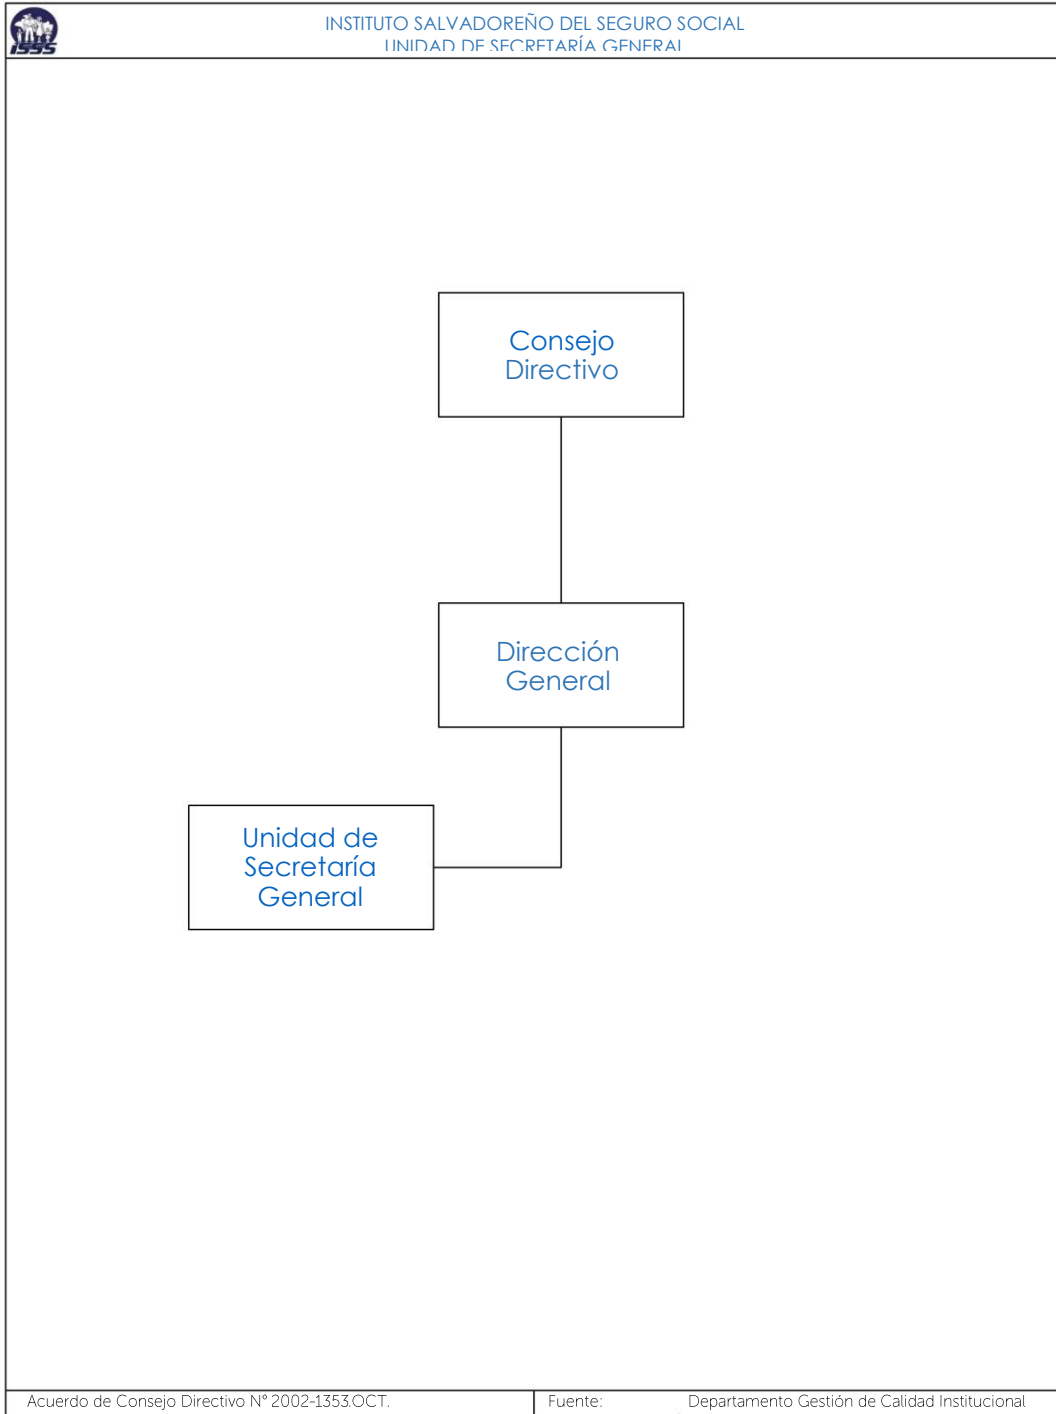 ISSS
INSTITUTO SALVADOREÑO DEL SEGURO SOCIAL
UNIDAD DE SECRETARÍA GENERAL
Consejo
Directivo
Dirección
General
Unidad de
Secretaría
General
Acuerdo de Consejo Directivo N° 2002-1353.OCT.
Fuente: Departamento Gestión de Calidad Institucional